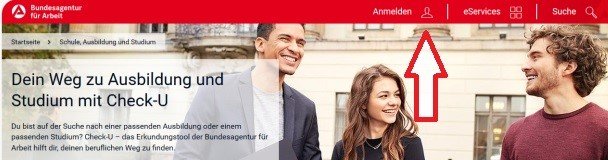 Bundesagentur
für Arbeit
Anmelden
eServices
Suche
Startseite > Schule, Ausbildung und Studium
Dein Weg zu Ausbildung und
Studium mit Check-U
Du bist auf der Suche nach einer passenden Ausbildung oder einem
passenden Studium? Check-U – das Erkundungstool der Bundesagentur für
Arbeit hilft dir, deinen beruflichen Weg zu finden.